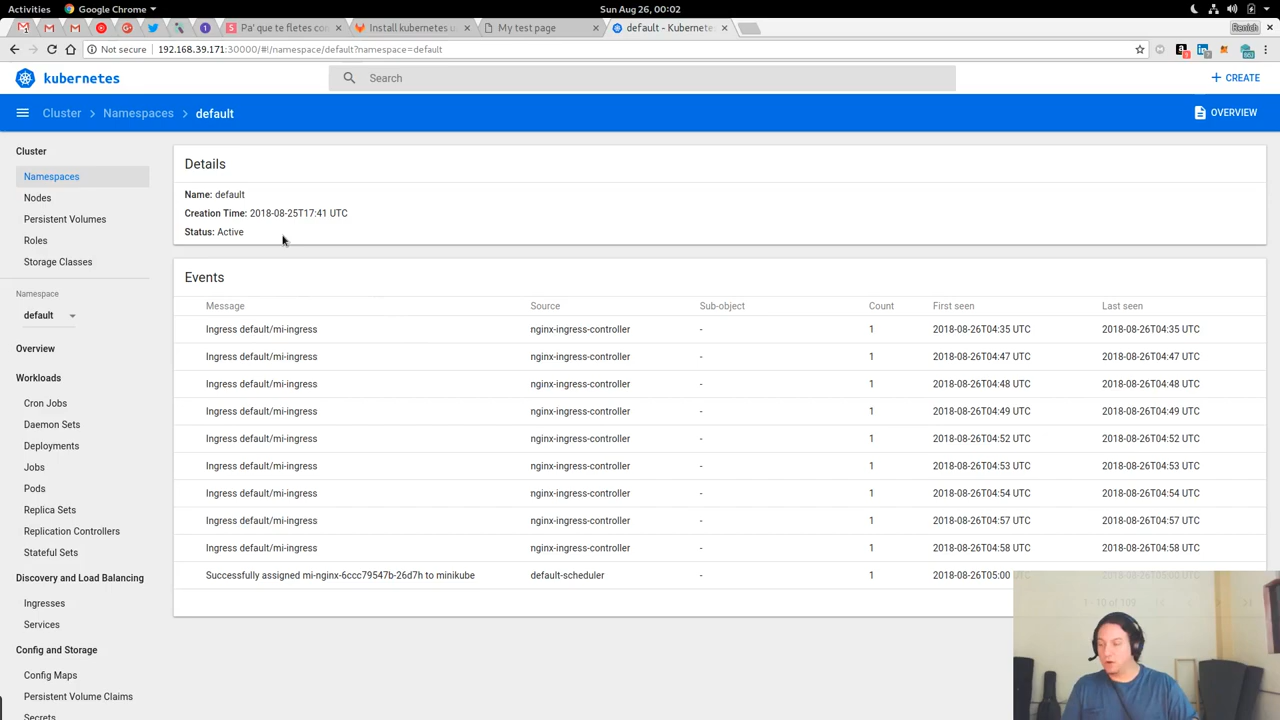 Activities
Google Chrome
Sun Aug 26, 00:02
Pa' que te fletes con
Install kubernetes u
My test page
default - Kubernetes
Renich
Not secure
192.168.39.171:30000/#!/namespace/default?namespace=default
kubernetes
Search
+ CREATE
Cluster > Namespaces > default
OVERVIEW
Cluster
Namespaces
Nodes
Persistent Volumes
Roles
Storage Classes
Namespace
default
Overview
Workloads
Cron Jobs
Daemon Sets
Deployments
Jobs
Pods
Replica Sets
Replication Controllers
Stateful Sets
Discovery and Load Balancing
Ingresses
Services
Config and Storage
Config Maps
Persistent Volume Claims
Secrets
Details
Name: default
Creation Time: 2018-08-25T17:41 UTC
Status: Active
Events
Message Source Sub-object Count First seen Last seen
Ingress default/mi-ingress nginx-ingress-controller - 1 2018-08-26T04:35 UTC 2018-08-26T04:35 UTC
Ingress default/mi-ingress nginx-ingress-controller - 1 2018-08-26T04:47 UTC 2018-08-26T04:47 UTC
Ingress default/mi-ingress nginx-ingress-controller - 1 2018-08-26T04:48 UTC 2018-08-26T04:48 UTC
Ingress default/mi-ingress nginx-ingress-controller - 1 2018-08-26T04:49 UTC 2018-08-26T04:49 UTC
Ingress default/mi-ingress nginx-ingress-controller - 1 2018-08-26T04:52 UTC 2018-08-26T04:52 UTC
Ingress default/mi-ingress nginx-ingress-controller - 1 2018-08-26T04:53 UTC 2018-08-26T04:53 UTC
Ingress default/mi-ingress nginx-ingress-controller - 1 2018-08-26T04:54 UTC 2018-08-26T04:54 UTC
Ingress default/mi-ingress nginx-ingress-controller - 1 2018-08-26T04:57 UTC 2018-08-26T04:57 UTC
Ingress default/mi-ingress nginx-ingress-controller - 1 2018-08-26T04:58 UTC 2018-08-26T04:58 UTC
Successfully assigned mi-nginx-6ccc79547b-26d7h to minikube default-scheduler - 1 2018-08-26T05:00 2018-08-26T05:00 UTC
1 - 10 of 109